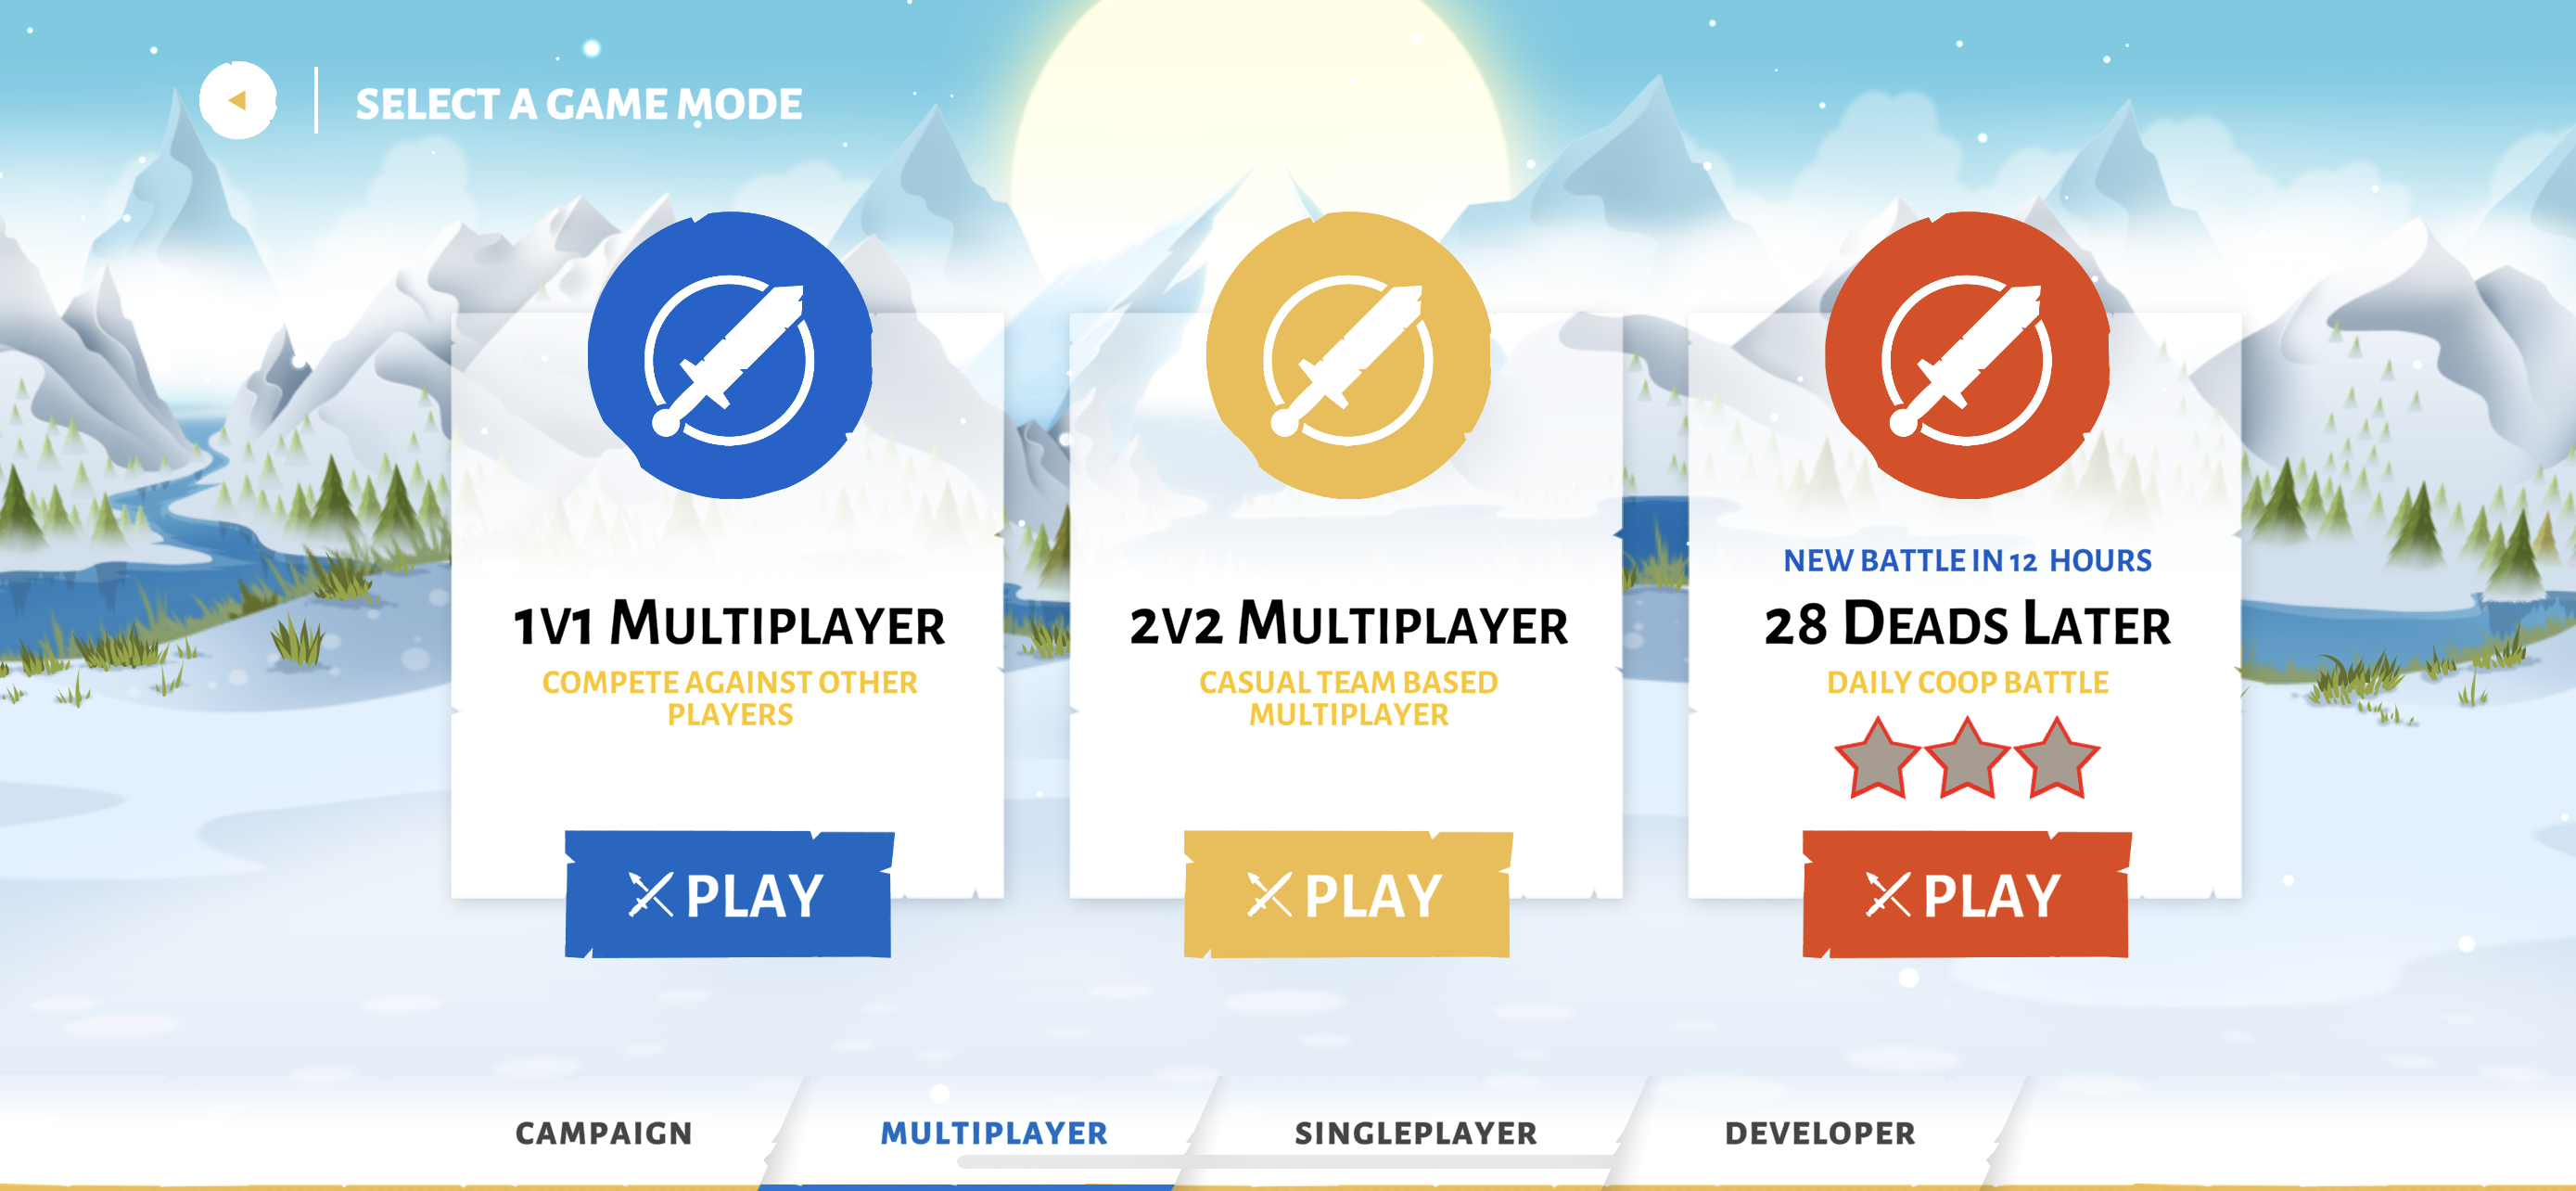 SELECT A GAME MODE
1V1 MULTIPLAYER
COMPETE AGAINST OTHER
PLAYERS
PLAY
2V2 MULTIPLAYER
CASUAL TEAM BASED
MULTIPLAYER
PLAY
NEW BATTLE IN 12 HOURS
28 DEADS LATER
DAILY COOP BATTLE
PLAY
CAMPAIGN
MULTIPLAYER
SINGLEPLAYER
DEVELOPER